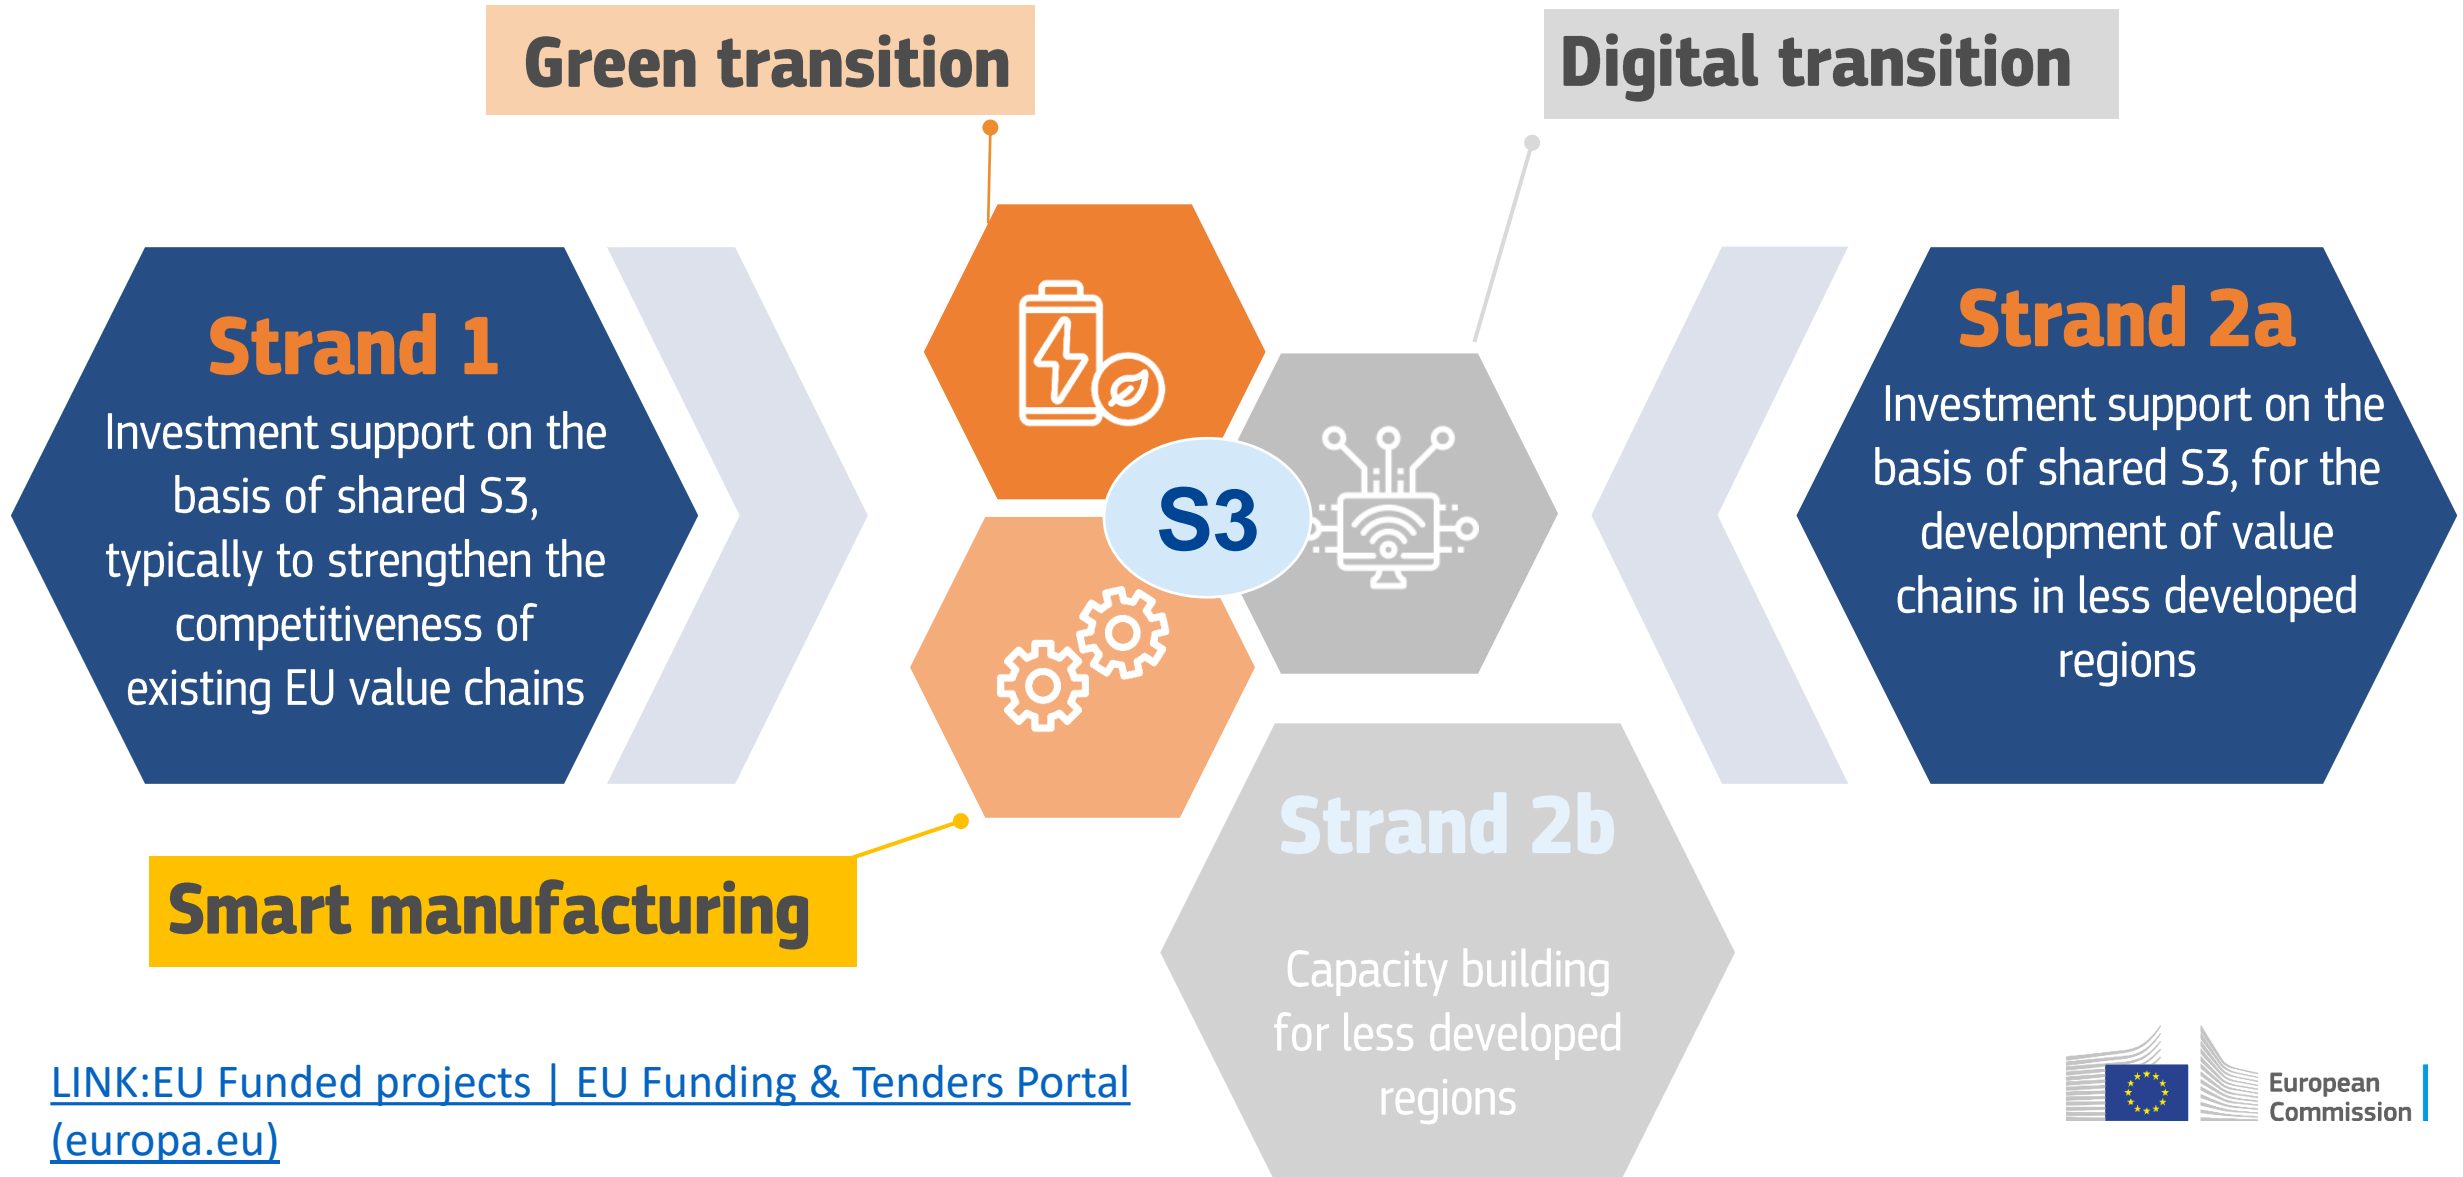 Green transition
Digital transition
Strand 1
Investment support on the
basis of shared S3,
typically to strengthen the
competitiveness of
existing EU value chains
S3
Strand 2a
Investment support on the
basis of shared S3, for the
development of value
chains in less developed
regions
Smart manufacturing
Strand 2b
Capacity building
for less developed
regions
LINK:EU Funded projects | EU Funding & Tenders Portal
(europa.eu)
European
Commission